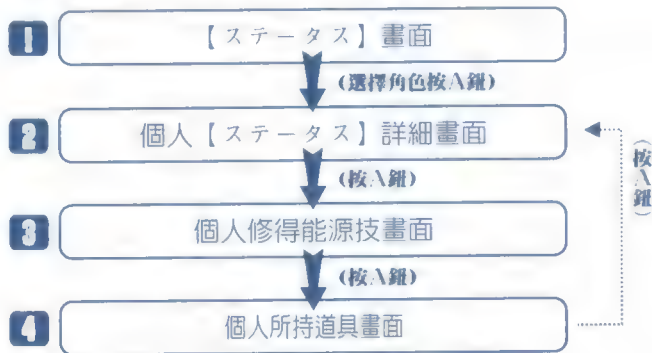 1 【ステータス】畫面
(選擇角色按A鈕)
2 個人【ステータス】詳細畫面
(按A鈕)
3 個人修得能源技畫面
(按A鈕)
4 個人所持道具畫面
(按A鈕)